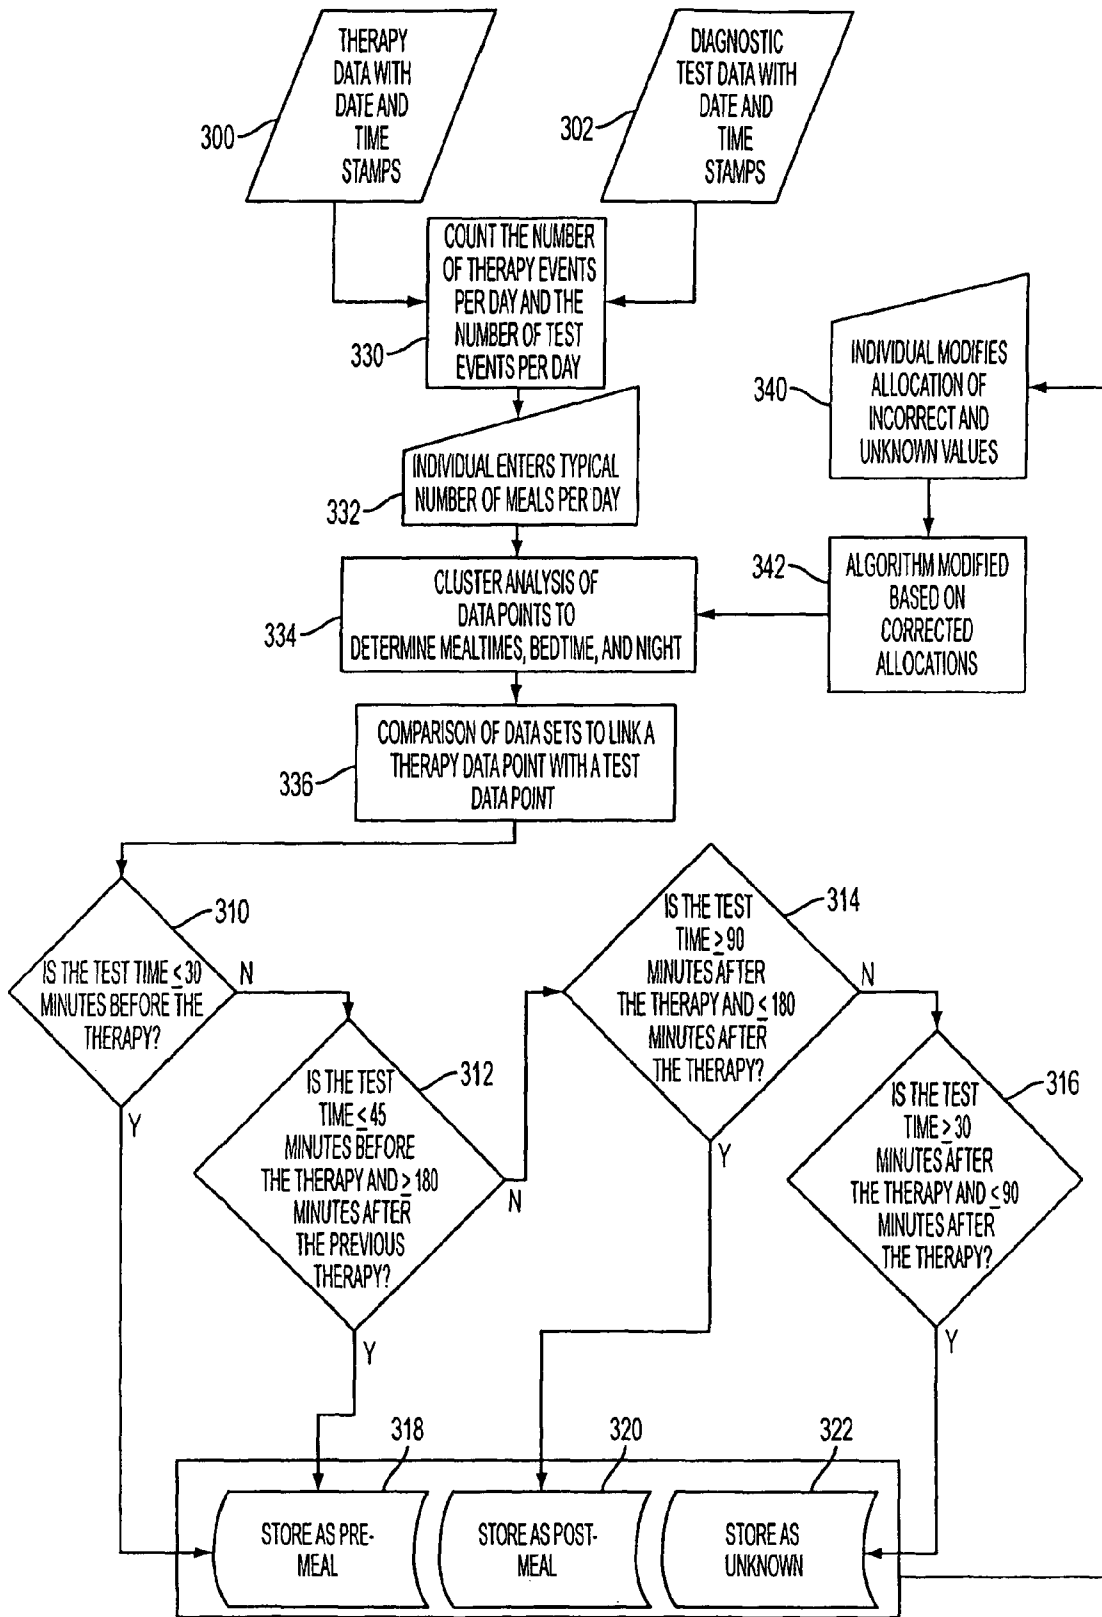 THERAPY
DATA WITH
DATE AND
TIME
STAMPS
300
DIAGNOSTIC
TEST DATA WITH
DATE AND
TIME
STAMPS
302
COUNT THE NUMBER
OF THERAPY EVENTS
PER DAY AND THE
NUMBER OF TEST
EVENTS PER DAY
330
INDIVIDUAL ENTERS TYPICAL
NUMBER OF MEALS PER DAY
332
INDIVIDUAL MODIFIES
ALLOCATION OF
INCORRECT AND
UNKNOWN VALUES
340
CLUSTER ANALYSIS OF
DATA POINTS TO
DETERMINE MEALTIMES, BEDTIME, AND NIGHT
334
ALGORITHM MODIFIED
BASED ON
CORRECTED
ALLOCATIONS
342
COMPARISON OF DATA SETS TO LINK A
THERAPY DATA POINT WITH A TEST
DATA POINT
336
310
IS THE TEST TIME ≤30
MINUTES BEFORE THE
THERAPY?
N
Y
312
IS THE TEST
TIME ≤45
MINUTES BEFORE
THE THERAPY AND ≥180
MINUTES AFTER
THE PREVIOUS
THERAPY?
N
Y
314
IS THE TEST
TIME ≥90
MINUTES AFTER
THE THERAPY AND ≤180
MINUTES AFTER
THE THERAPY?
N
Y
316
IS THE TEST
TIME ≥30
MINUTES AFTER
THE THERAPY AND ≤90
MINUTES AFTER
THE THERAPY?
Y
318
STORE AS PRE-
MEAL
320
STORE AS POST-
MEAL
322
STORE AS
UNKNOWN